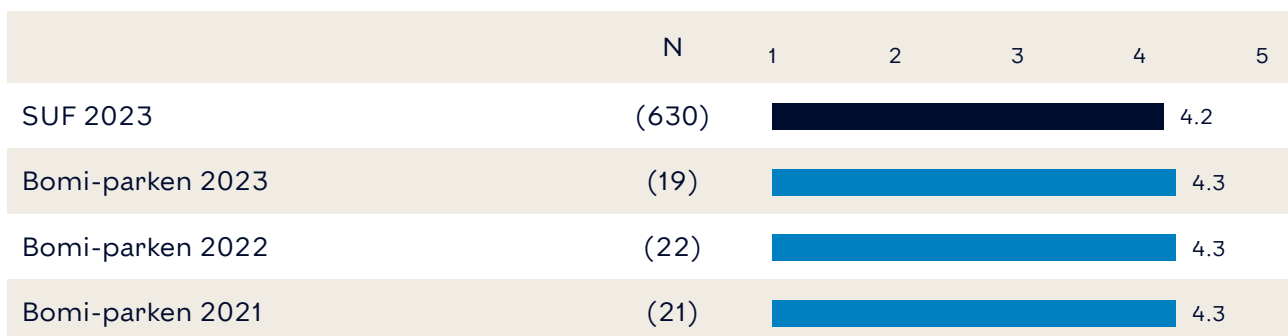 N 1 2 3 4 5
SUF 2023 (630) 4.2
Bomi-parken 2023 (19) 4.3
Bomi-parken 2022 (22) 4.3
Bomi-parken 2021 (21) 4.3